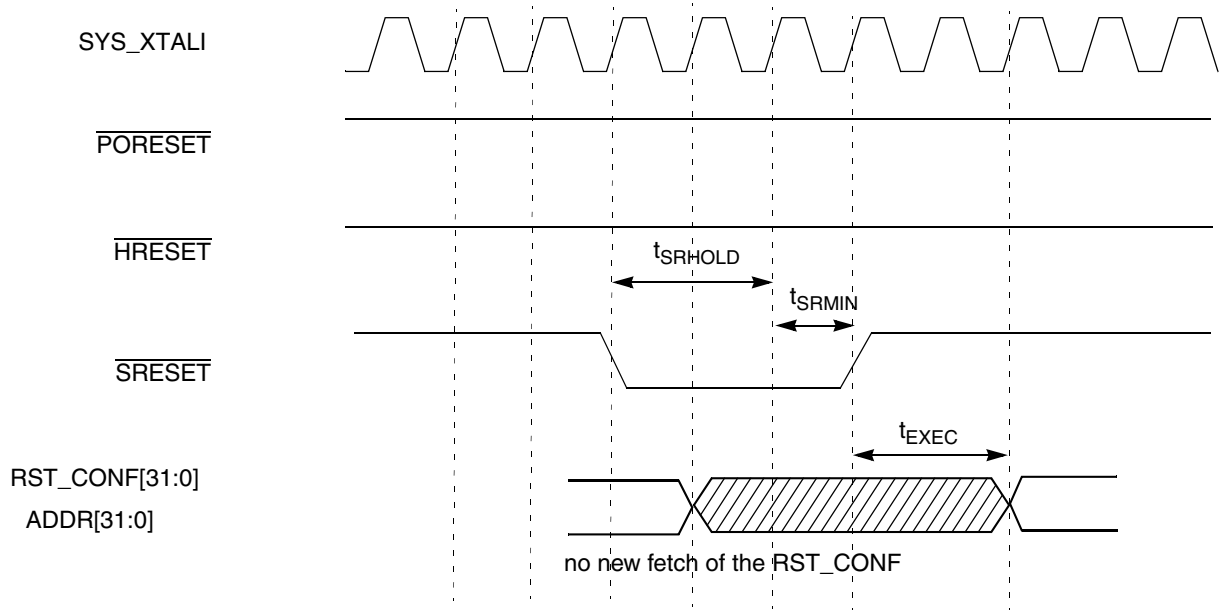 SYS_XTALI
PORESET
HRESET
tSRHOLD
tSRMIN
SRESET
tEXEC
RST_CONF[31:0]
ADDR[31:0]
no new fetch of the RST_CONF